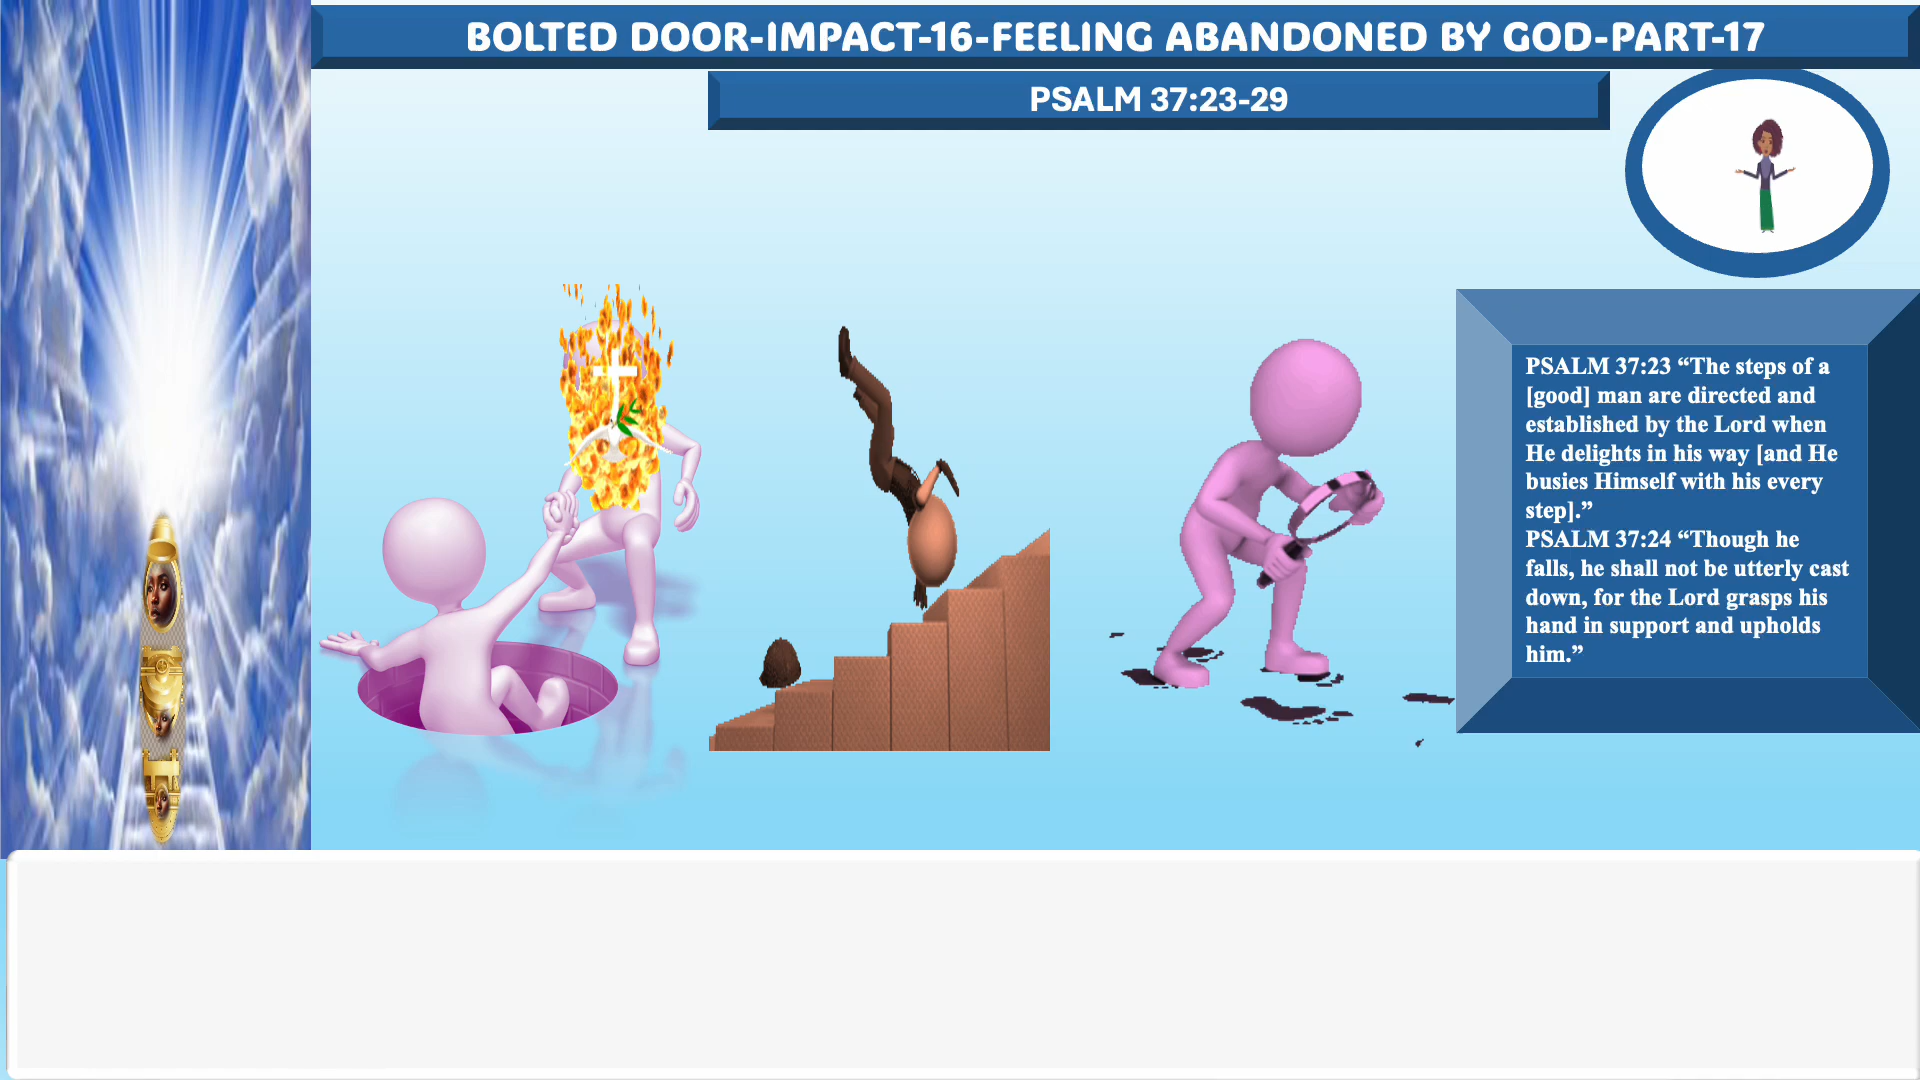 BOLTED DOOR-IMPACT-16-FEELING ABANDONED BY GOD-PART-17
PSALM 37:23-29
PSALM 37:23 “The steps of a
[good] man are directed and
established by the Lord when
He delights in his way [and He
busies Himself with his every
step].”
PSALM 37:24 “Though he
falls, he shall not be utterly cast
down, for the Lord grasps his
hand in support and upholds
him.”